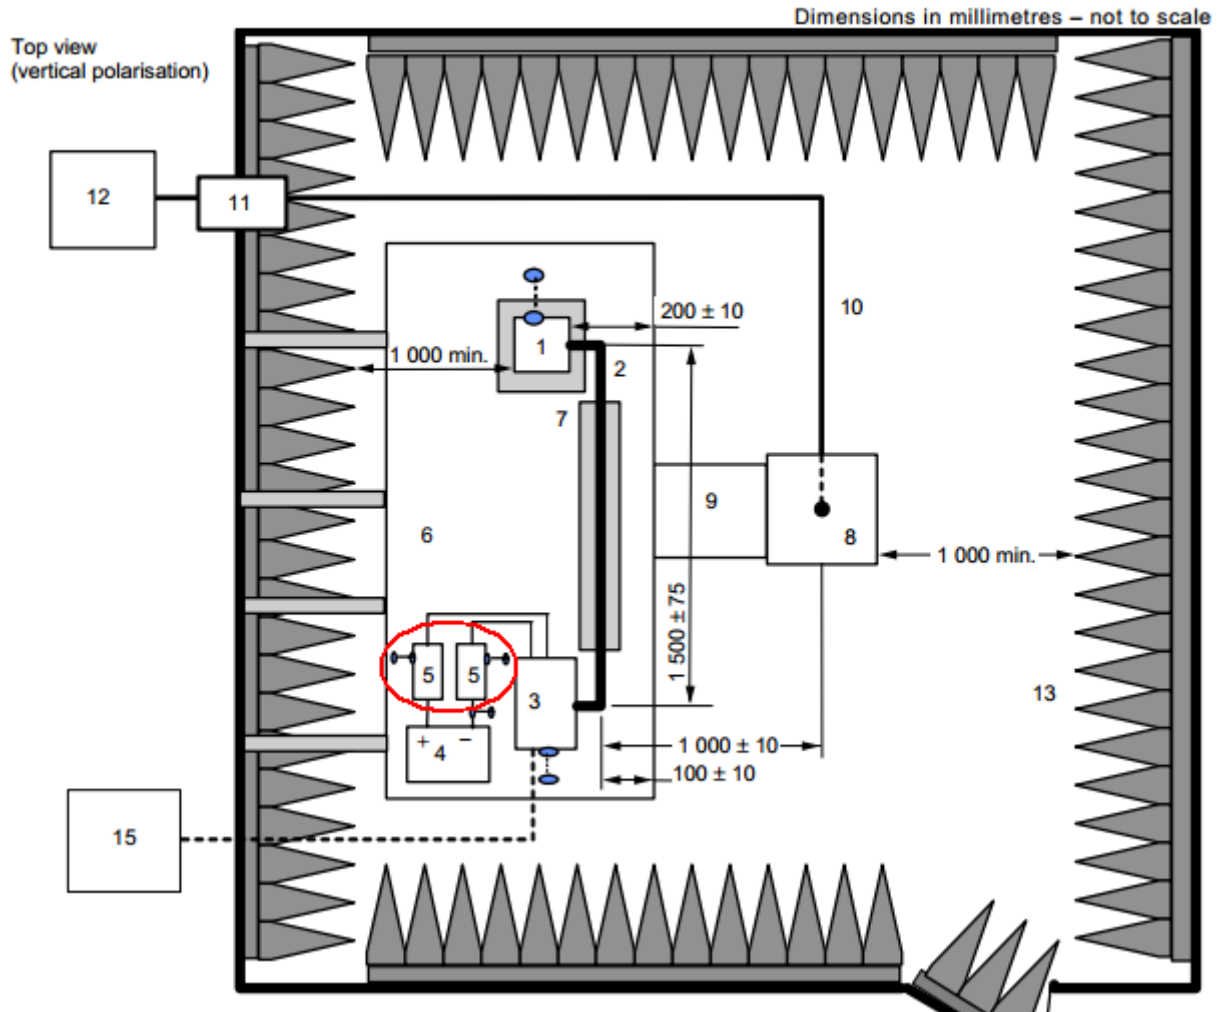 Dimensions in millimetres – not to scale
Top view
(vertical polarisation)
12
11
10
200 ± 10
1
1 000 min.
2
7
9
8
6
1 000 min.
1 500 ± 75
5
5
3
13
+
–
4
1 000 ± 10
100 ± 10
15